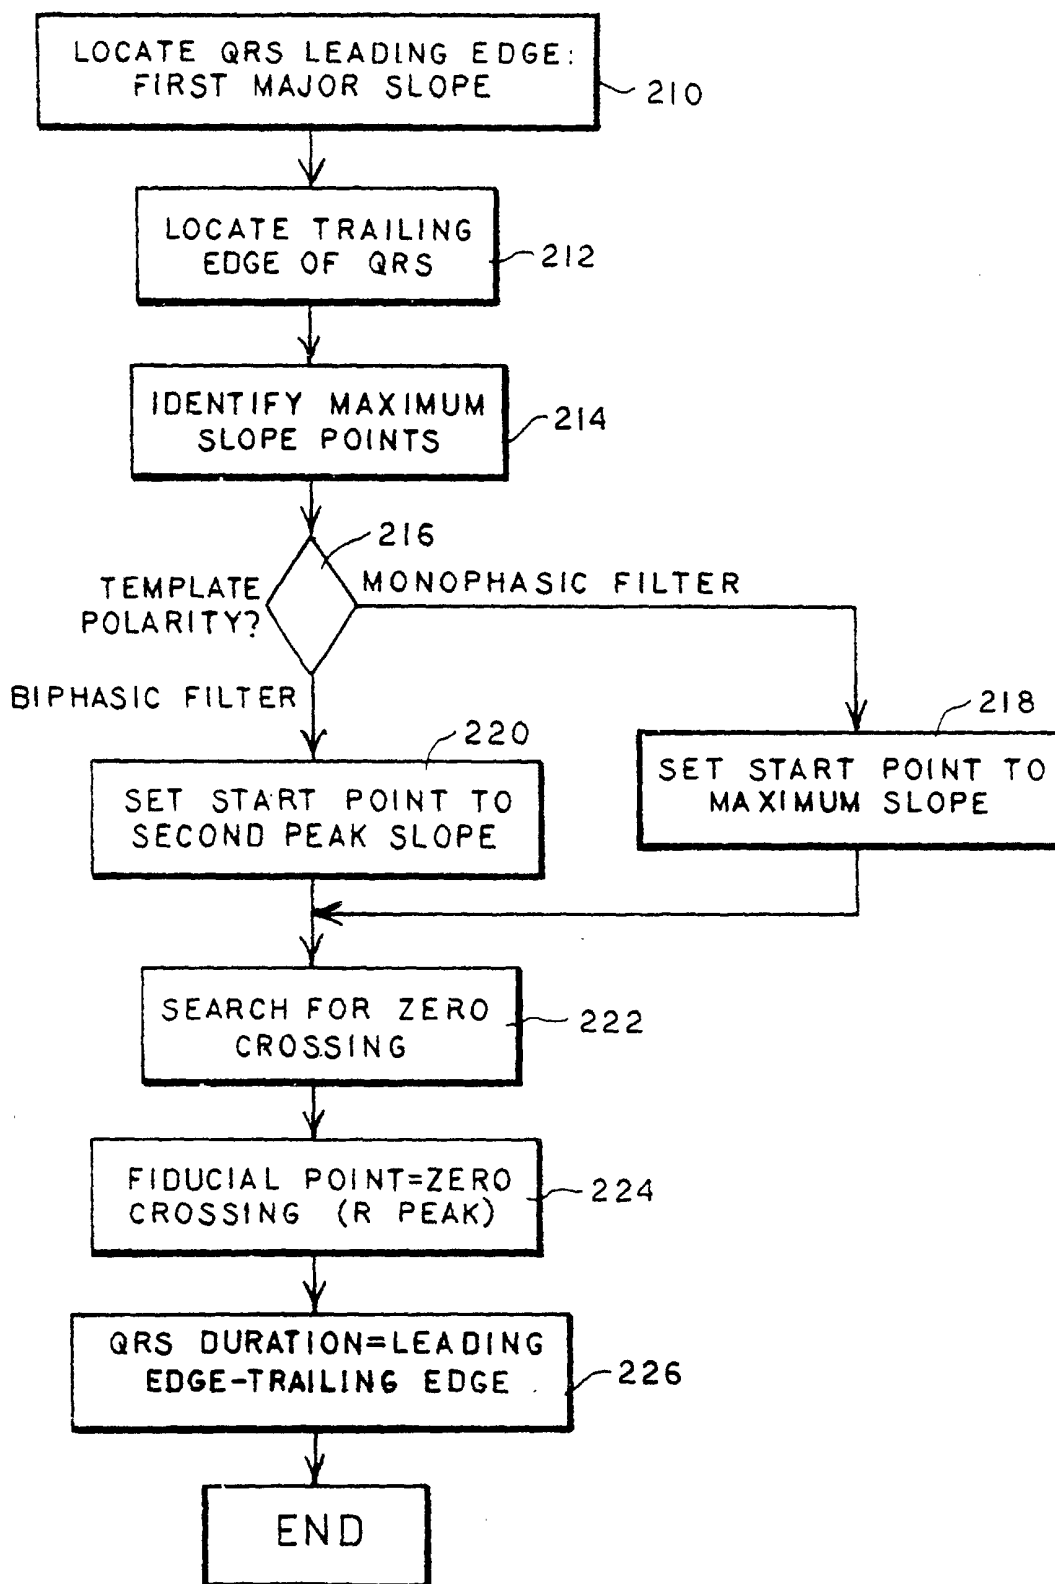 LOCATE QRS LEADING EDGE:
FIRST MAJOR SLOPE
210
LOCATE TRAILING
EDGE OF QRS
212
IDENTIFY MAXIMUM
SLOPE POINTS
214
216
TEMPLATE
POLARITY?
MONOPHASIC FILTER
BIPHASIC FILTER
218
SET START POINT TO
MAXIMUM SLOPE
220
SET START POINT TO
SECOND PEAK SLOPE
SEARCH FOR ZERO
CROSSING
222
FIDUCIAL POINT=ZERO
CROSSING (R PEAK)
224
QRS DURATION=LEADING
EDGE-TRAILING EDGE
226
END